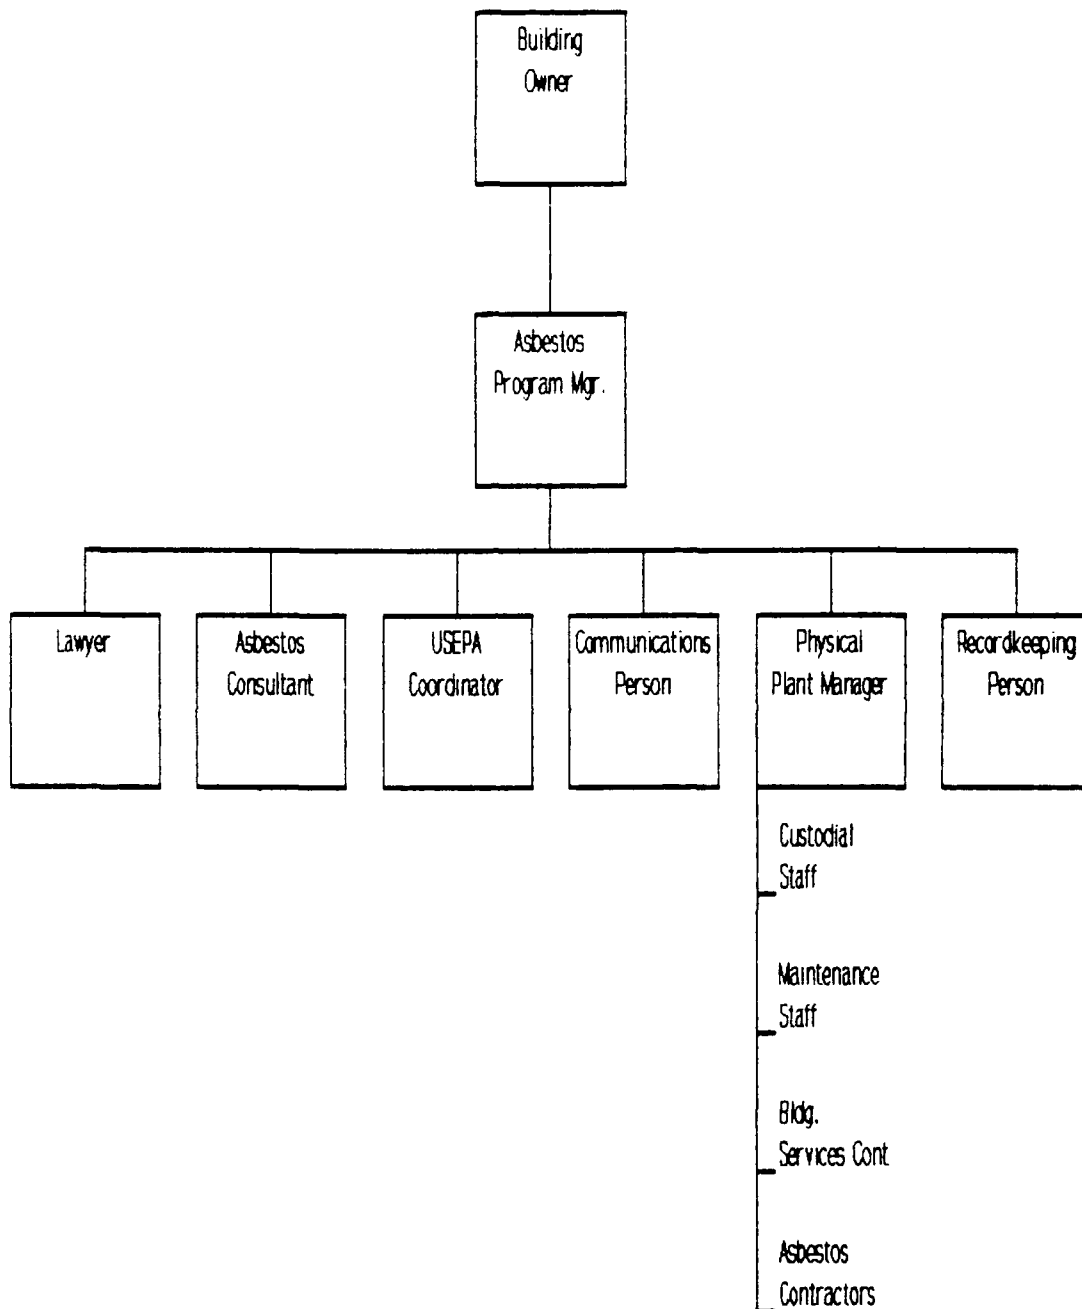 Building
Owner
Asbestos
Program Mgr.
Lawyer
Asbestos
Consultant
USEPA
Coordinator
Communications
Person
Physical
Plant Manager
Recordkeeping
Person
Custodial
Staff
Maintenance
Staff
Bldg.
Services Cont
Asbestos
Contractors